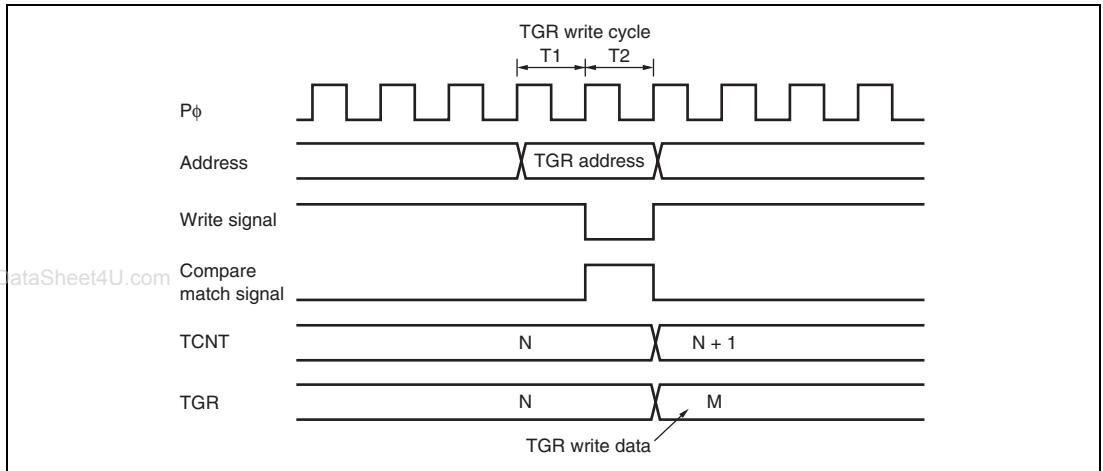 TGR write cycle
T1 T2
Pϕ
Address
TGR address
Write signal
DataSheet4U.com
Compare
match signal
TCNT
N
N + 1
TGR
N
M
TGR write data